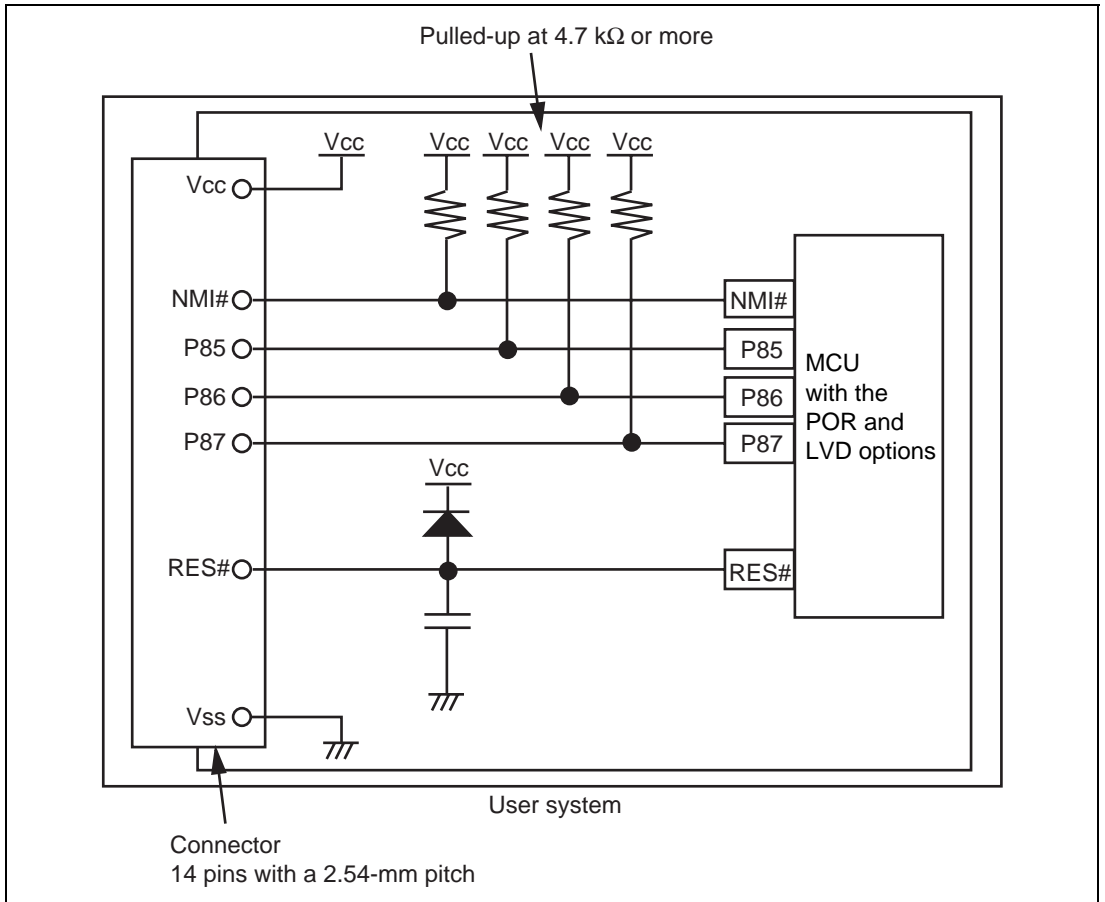 Pulled-up at 4.7 kΩ or more
Vcc Vcc Vcc Vcc Vcc
Vcc
NMI# NMI#
P85 P85
MCU
with the
POR and
LVD options
P86 P86
P87 P87
Vcc
RES# RES#
Vss
User system
Connector
14 pins with a 2.54-mm pitch